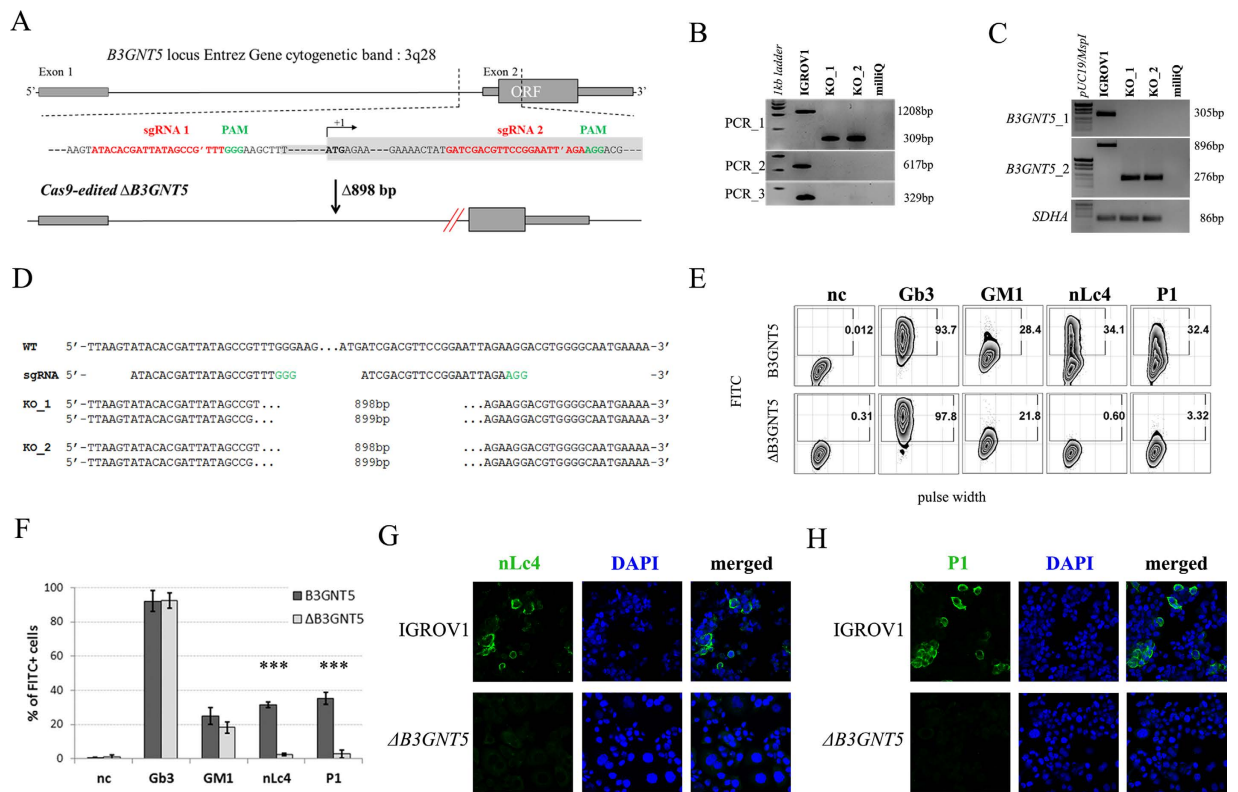 A
B3GNT5 locus Entrez Gene cytogenetic band : 3q28
Exon 1
Exon 2
5'
ORF
3'
+1
sgRNA 1
PAM
sgRNA 2
PAM
----AAGTATACACGATTATAGCCG'TTTGGGAAGCTTT------------ATGAGAA---GAAAACTATGATCGACGTTCCGGAATT'AGAAGGACG----
Cas9-edited ΔB3GNT5
Δ898 bp
B
1kb ladder
IGROV1
KO_1
KO_2
milliQ
PCR_1
1208bp
309bp
PCR_2
617bp
PCR_3
329bp
C
pUC19/MspI
IGROV1
KO_1
KO_2
milliQ
B3GNT5_1
305bp
896bp
B3GNT5_2
276bp
SDHA
86bp
D
WT 5'-TTAAGTATACACGATTATAGCCGTTTGGGAAG...ATGATCGACGTTCCGGAATTAGAAGGACGTGGGGCAATGAAAA-3'
sgRNA 5'- ATACACGATTATAGCCGTTTGGG ATCGACGTTCCGGAATTAGAAGG -3'
KO_1 5'-TTAAGTATACACGATTATAGCCGT... 898bp ...AGAAGGACGTGGGGCAATGAAAA-3'
5'-TTAAGTATACACGATTATAGCCG... 899bp ...AGAAGGACGTGGGGCAATGAAAA-3'
KO_2 5'-TTAAGTATACACGATTATAGCCGT... 898bp ...AGAAGGACGTGGGGCAATGAAAA-3'
5'-TTAAGTATACACGATTATAGCCG... 899bp ...AGAAGGACGTGGGGCAATGAAAA-3'
E
nc
Gb3
GM1
nLc4
P1
B3GNT5
0.012
93.7
28.4
34.1
32.4
FITC
ΔB3GNT5
0.31
97.8
21.8
0.60
3.32
pulse width
F
% of FITC+ cells
100
80
60
40
20
0
B3GNT5
ΔB3GNT5
***
***
nc
Gb3
GM1
nLc4
P1
G
nLc4
DAPI
merged
IGROV1
ΔB3GNT5
H
P1
DAPI
merged
IGROV1
ΔB3GNT5